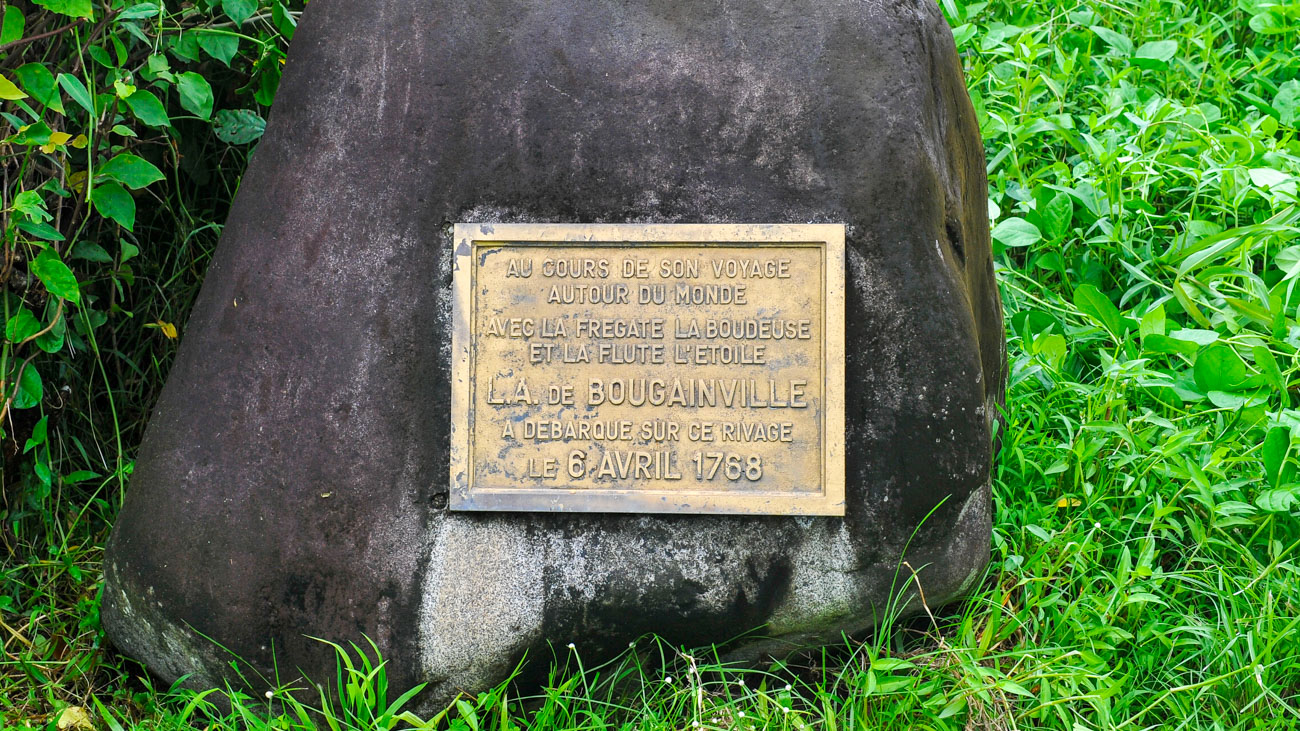 AU COURS DE SON VOYAGE
AUTOUR DU MONDE
AVEC LA FREGATE LA BOUDEUSE
ET LA FLUTE L'ETOILE
L.A. DE BOUGAINVILLE
A DEBARQUE SUR CE RIVAGE
LE 6 AVRIL 1768